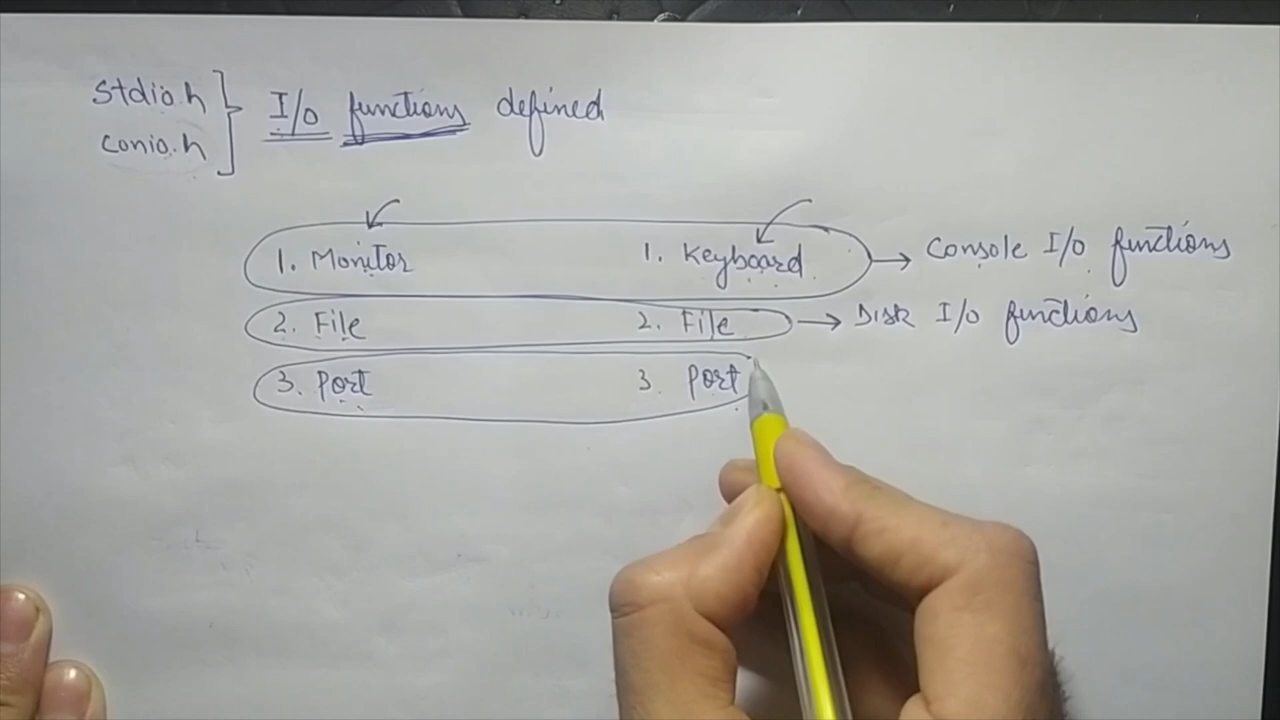 stdio.h
conio.h
I/o functions defined
1. Monitor 1. Keyboard → Console I/o functions
2. File 2. File → Disk I/o functions
3. Port 3. Port